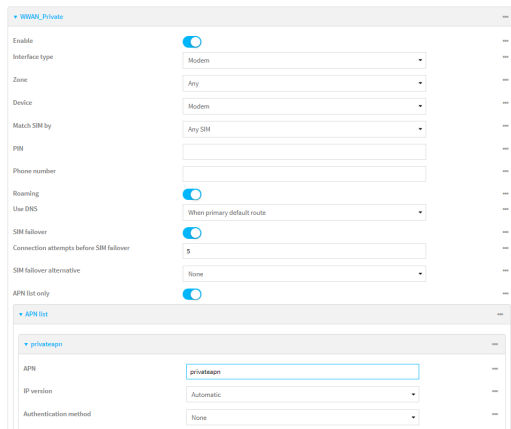 WWAN_Private
Enable
Interface type Modem
Zone Any
Device Modem
Match SIM by Any SIM
PIN
Phone number
Roaming
Use DNS When primary default route
SIM failover
Connection attempts before SIM failover 5
SIM failover alternative None
APN list only
APN list
privateapn
APN privateapn
IP version Automatic
Authentication method None